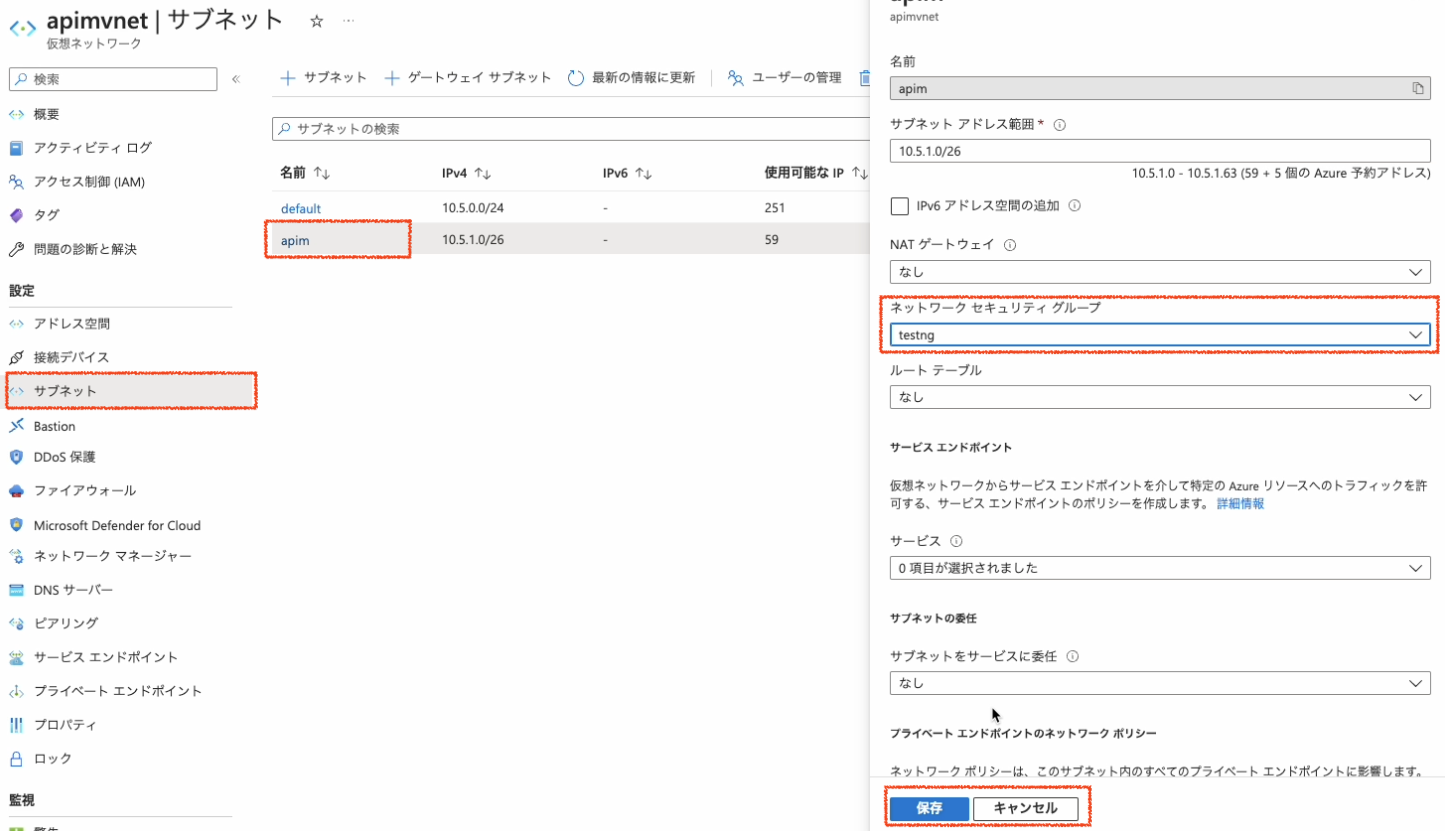 apimvnet | サブネット ☆ ...
仮想ネットワーク
検索
概要
アクティビティ ログ
アクセス制御 (IAM)
タグ
問題の診断と解決
設定
アドレス空間
接続デバイス
サブネット
Bastion
DDoS 保護
ファイアウォール
Microsoft Defender for Cloud
ネットワーク マネージャー
DNS サーバー
ピアリング
サービス エンドポイント
プライベート エンドポイント
プロパティ
ロック
監視
サブネット ゲートウェイ サブネット 最新の情報に更新 ユーザーの管理
サブネットの検索
名前 IPv4 IPv6 使用可能な IP
default 10.5.0.0/24 - 251
apim 10.5.1.0/26 - 59
apimvnet
名前
apim
サブネット アドレス範囲 *
10.5.1.0/26
10.5.1.0 - 10.5.1.63 (59 + 5 個の Azure 予約アドレス)
IPv6 アドレス空間の追加
NAT ゲートウェイ
なし
ネットワーク セキュリティ グループ
testng
ルート テーブル
なし
サービス エンドポイント
仮想ネットワークからサービス エンドポイントを介して特定の Azure リソースへのトラフィックを許
可する、サービス エンドポイントのポリシーを作成します。 詳細情報
サービス
0 項目が選択されました
サブネットの委任
サブネットをサービスに委任
なし
プライベート エンドポイントのネットワーク ポリシー
ネットワーク ポリシーは、このサブネット内のすべてのプライベート エンドポイントに影響します。
保存 キャンセル